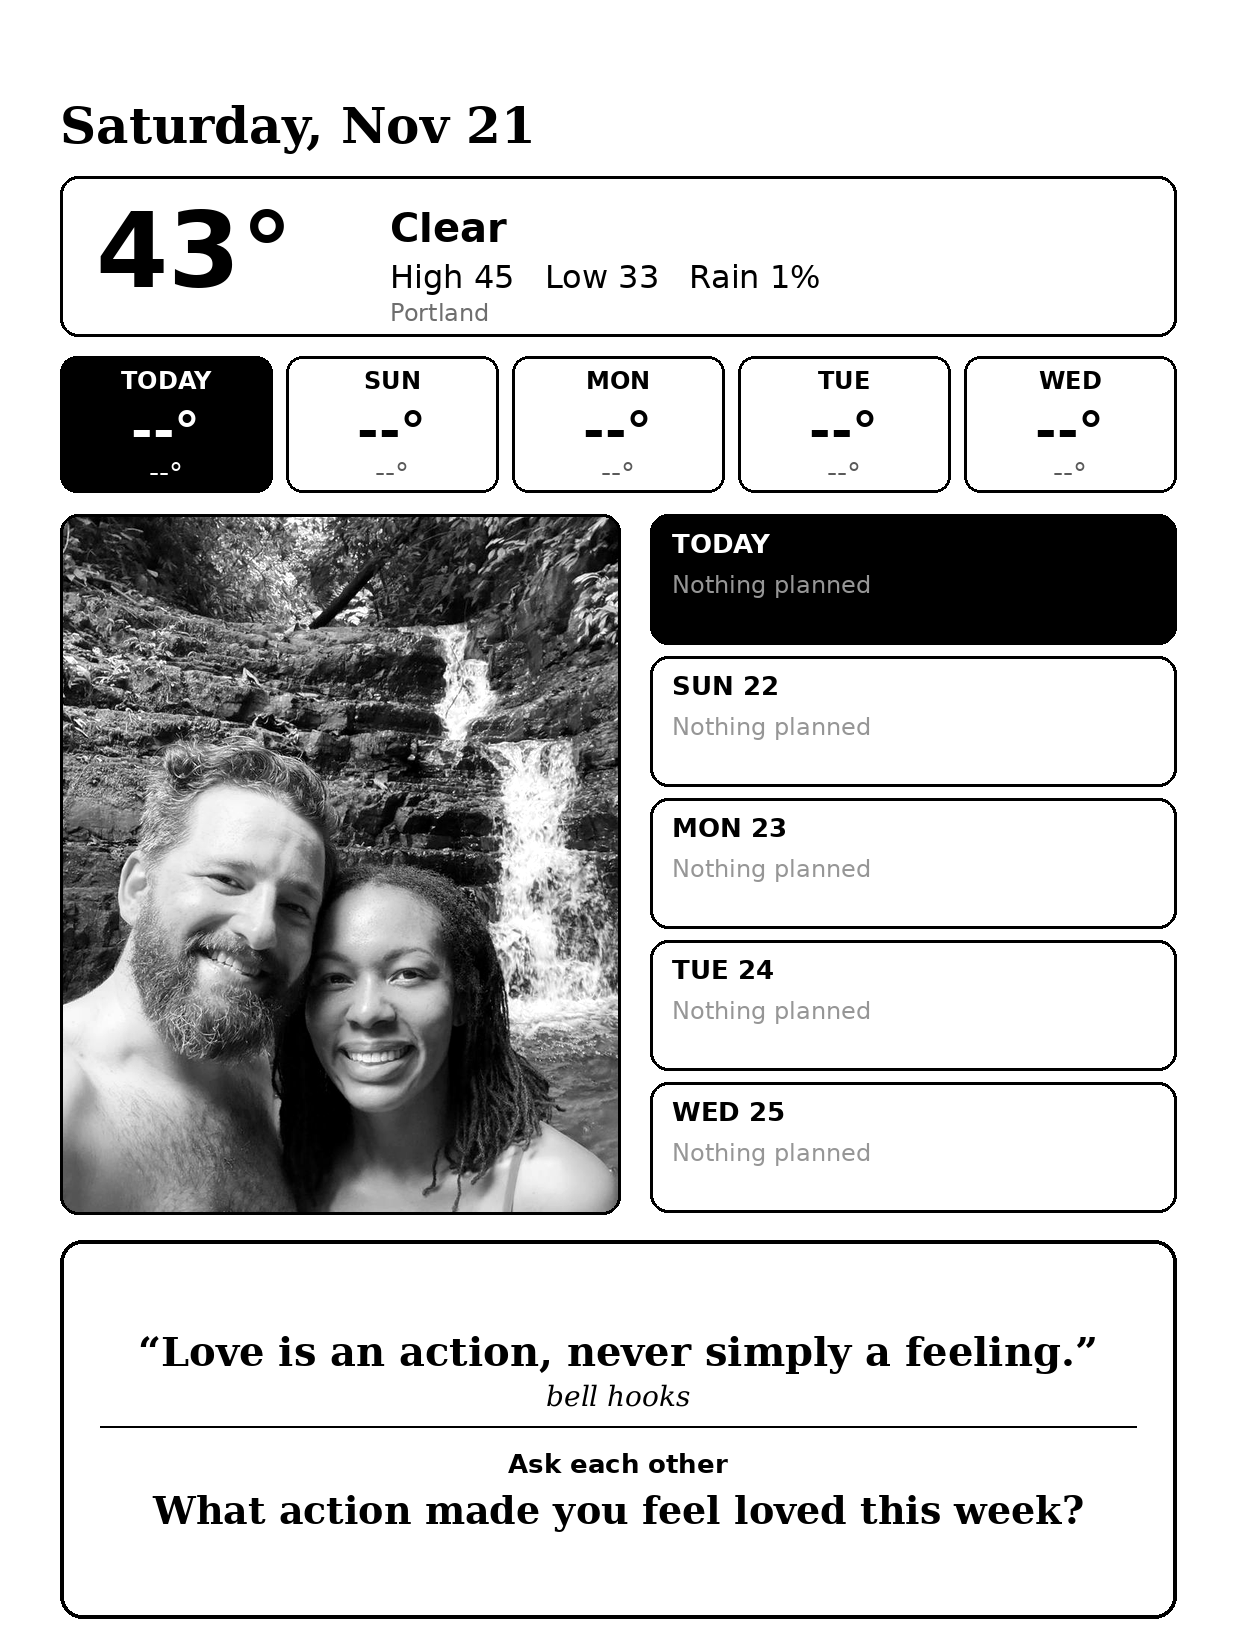 Saturday, Nov 21
43°
Clear
High 45 Low 33 Rain 1%
Portland
TODAY
--°
--°
SUN
--°
--°
MON
--°
--°
TUE
--°
--°
WED
--°
--°
TODAY
Nothing planned
SUN 22
Nothing planned
MON 23
Nothing planned
TUE 24
Nothing planned
WED 25
Nothing planned
“Love is an action, never simply a feeling.”
bell hooks
Ask each other
What action made you feel loved this week?